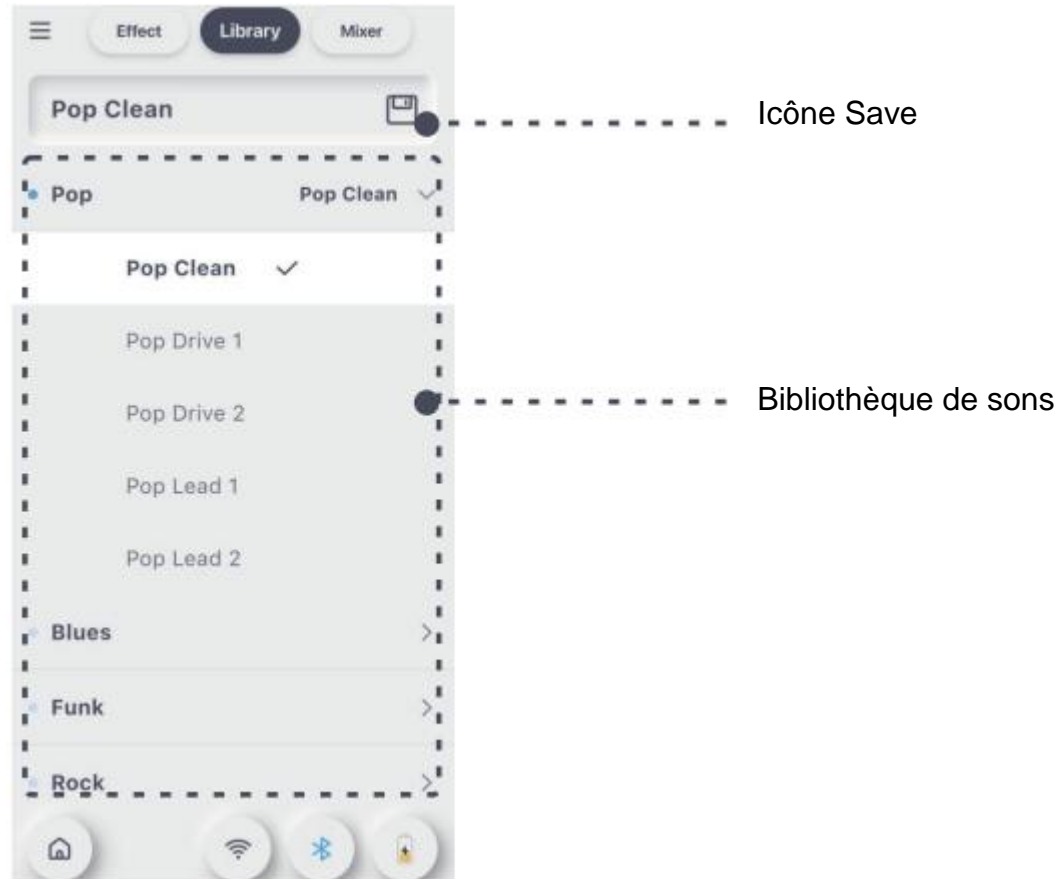 Effect Library Mixer
Pop Clean
Icône Save
Pop Pop Clean
Pop Clean
Pop Drive 1
Pop Drive 2
Bibliothèque de sons
Pop Lead 1
Pop Lead 2
Blues
Funk
Rock